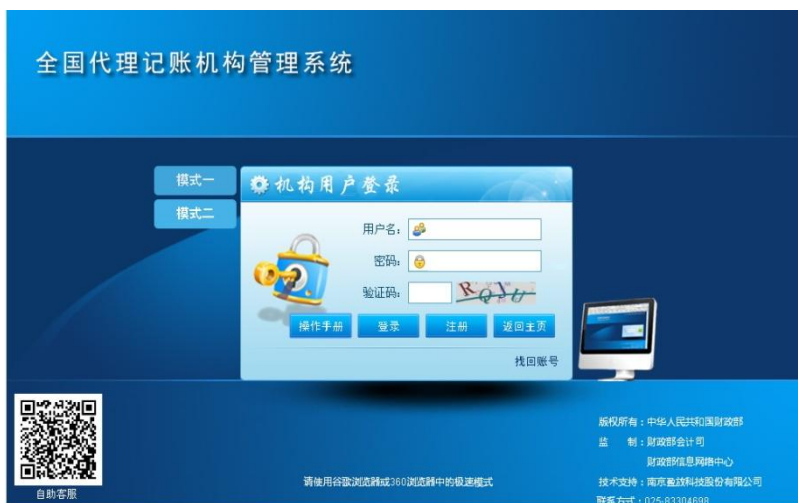 全国代理记账机构管理系统
模式一
模式二
机构用户登录
用户名:
密码:
验证码:
RQJU
操作手册 登录 注册 返回主页
找回账号
自助客服
请使用谷歌浏览器或360浏览器中的极速模式
版权所有:中华人民共和国财政部
监 制:财政部会计司
财政部信息网络中心
技术支持:南京盈放科技股份有限公司
联系方式:025-83304698